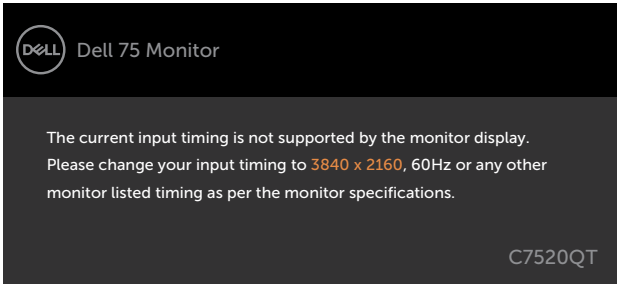 DELL
Dell 75 Monitor
The current input timing is not supported by the monitor display.
Please change your input timing to 3840 x 2160, 60Hz or any other
monitor listed timing as per the monitor specifications.
C7520QT